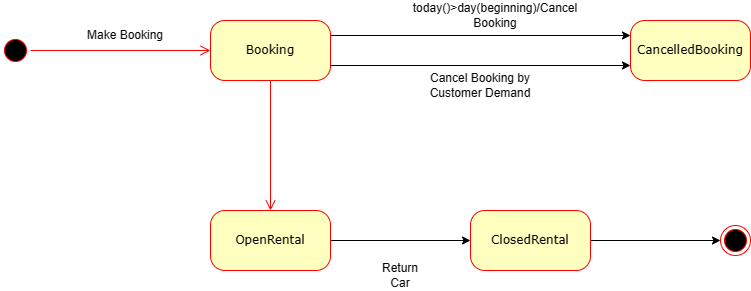 today()>day(beginning)/Cancel
Booking
Make Booking
Booking
CancelledBooking
Cancel Booking by
Customer Demand
OpenRental
ClosedRental
Return
Car